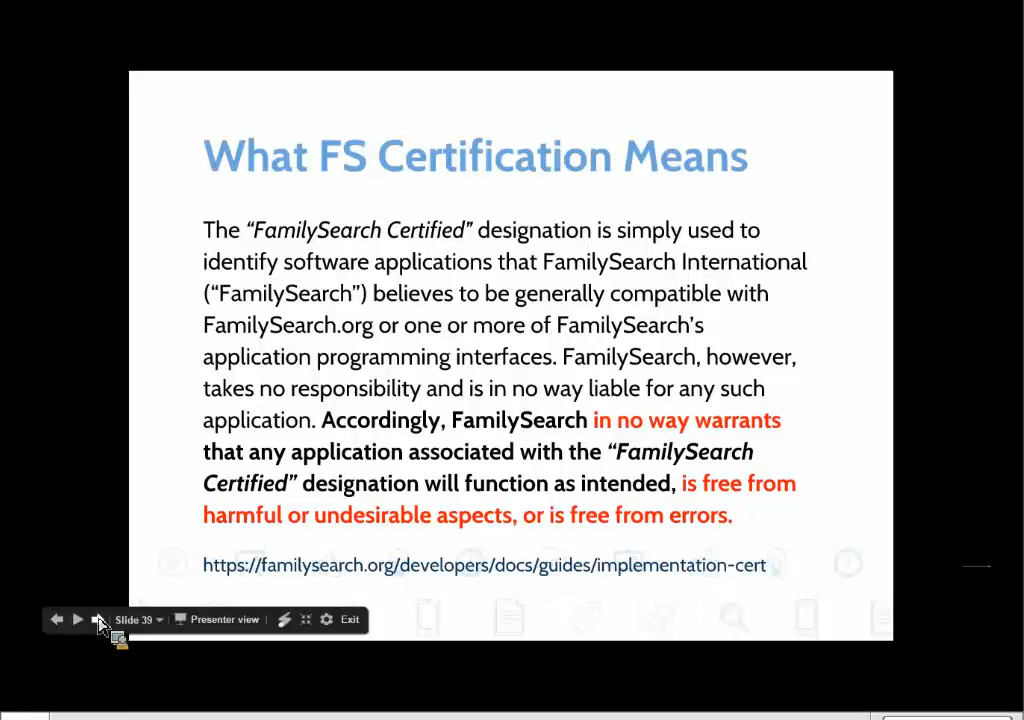 What FS Certification Means
The “FamilySearch Certified” designation is simply used to
identify software applications that FamilySearch International
(“FamilySearch”) believes to be generally compatible with
FamilySearch.org or one or more of FamilySearch’s
application programming interfaces. FamilySearch, however,
takes no responsibility and is in no way liable for any such
application. Accordingly, FamilySearch in no way warrants
that any application associated with the “FamilySearch
Certified” designation will function as intended, is free from
harmful or undesirable aspects, or is free from errors.
https://familysearch.org/developers/docs/guides/implementation-cert
Slide 39 Presenter view Exit